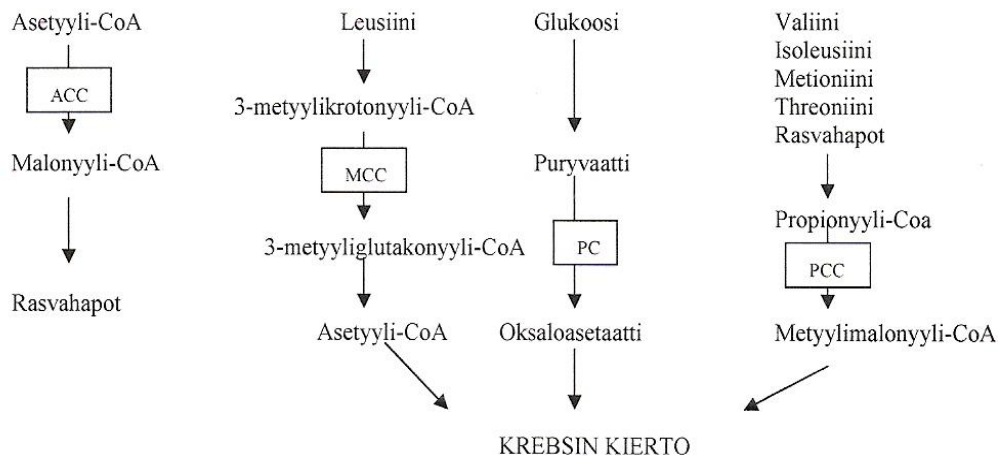 Asetyyli-CoA
ACC
Malonyyli-CoA
Rasvahapot
Leusiini
3-metyylikrotonyyli-CoA
MCC
3-metyyliglutakonyyli-CoA
Asetyyli-CoA
Glukoosi
Puryvaatti
PC
Oksaloasetaatti
Valiini
Isoleusiini
Metioniini
Threoniini
Rasvahapot
Propionyyli-Coa
PCC
Metyylimalonyyli-CoA
KREBSIN KIERTO